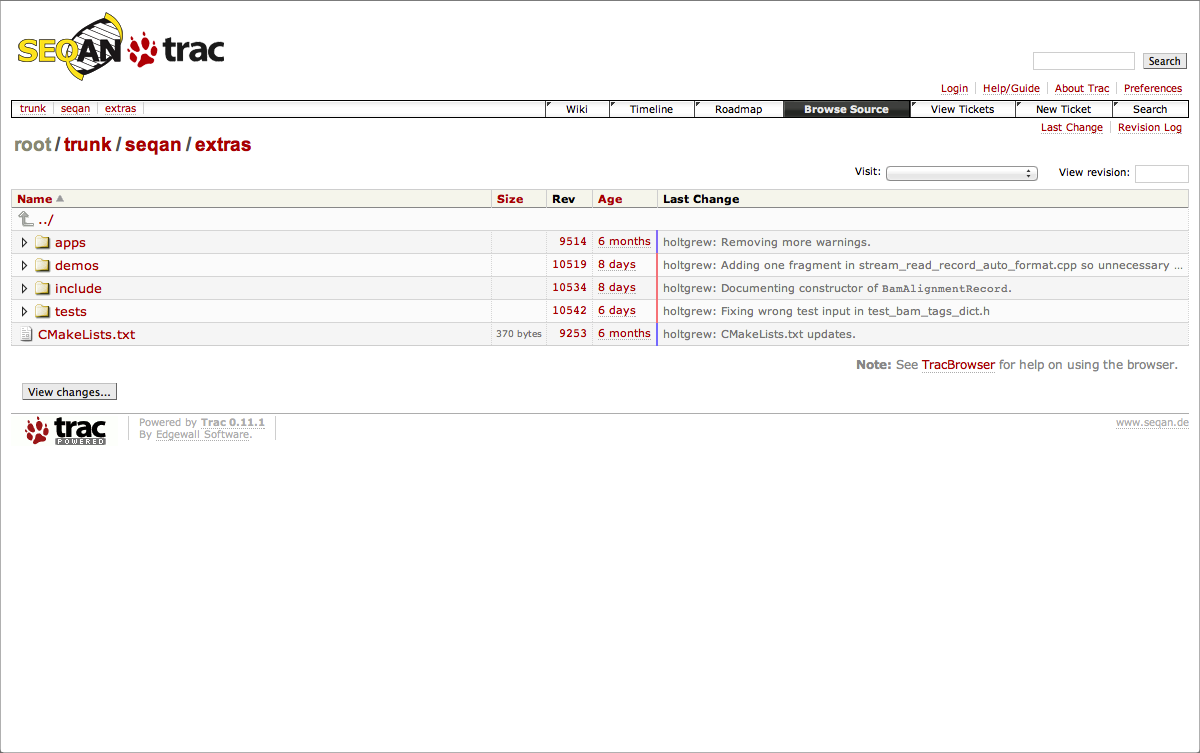 SEQAN trac
Search
Login Help/Guide About Trac Preferences
trunk seqan extras Wiki Timeline Roadmap Browse Source View Tickets New Ticket Search
Last Change Revision Log
root / trunk / seqan / extras
Visit: View revision:
Name Size Rev Age Last Change
../
apps 9514 6 months holtgrew: Removing more warnings.
demos 10519 8 days holtgrew: Adding one fragment in stream_read_record_auto_format.cpp so unnecessary ...
include 10534 8 days holtgrew: Documenting constructor of BamAlignmentRecord.
tests 10542 6 days holtgrew: Fixing wrong test input in test_bam_tags_dict.h
CMakeLists.txt 370 bytes 9253 6 months holtgrew: CMakeLists.txt updates.
Note: See TracBrowser for help on using the browser.
View changes...
trac POWERED
Powered by Trac 0.11.1
By Edgewall Software.
www.seqan.de